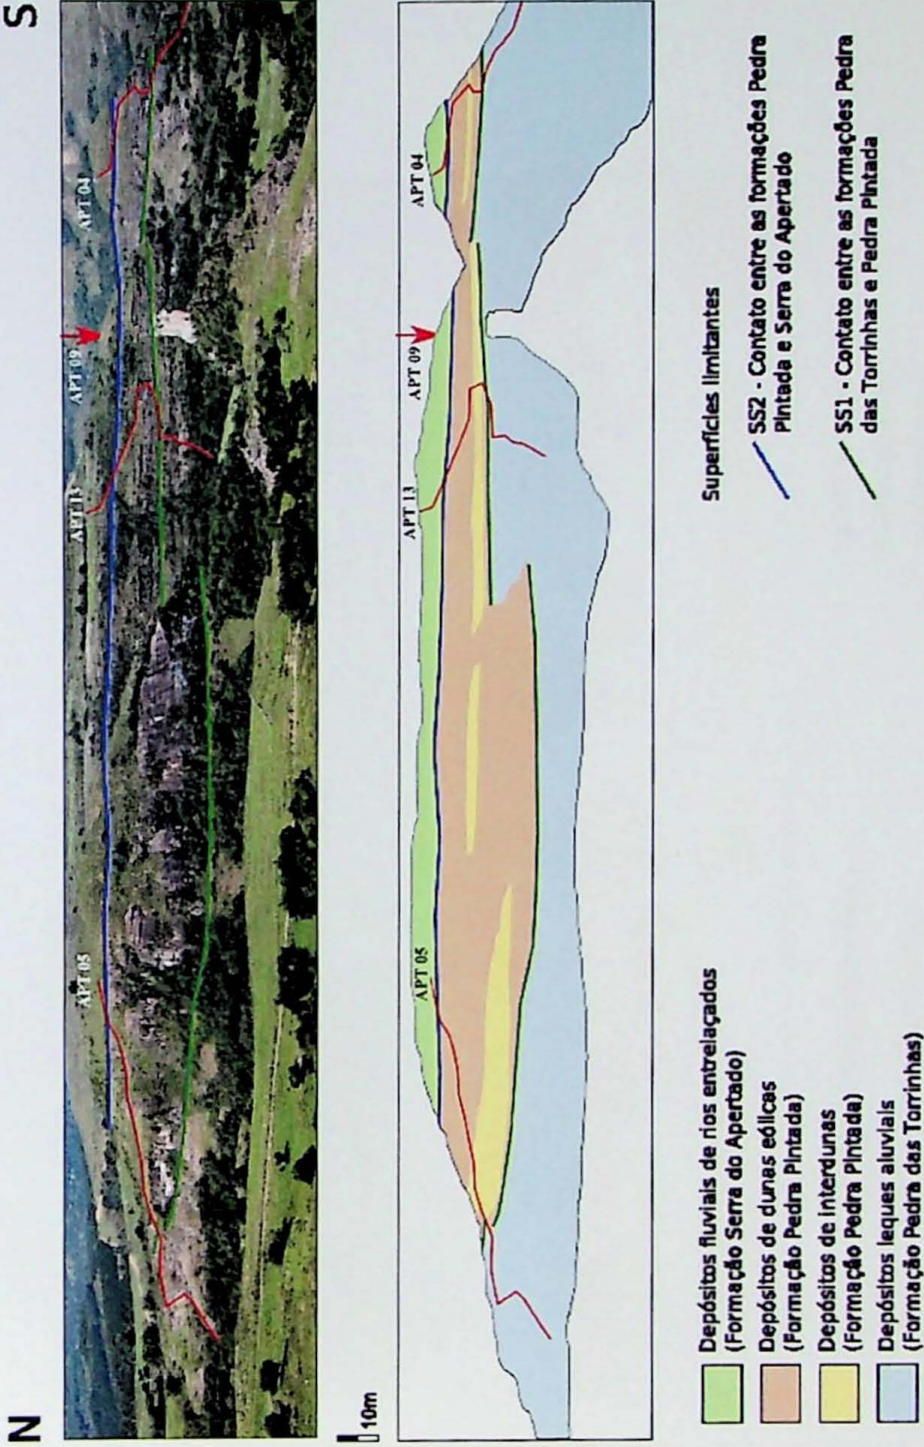 N
S
APT 05
APT 13
APT 09
APT 04
10m
APT 05
APT 13
APT 09
APT 04
Depósitos fluviais de rios entrelaçados
(Formação Serra do Apertado)
Depósitos de dunas eólicas
(Formação Pedra Pintada)
Depósitos de interdunas
(Formação Pedra Pintada)
Depósitos leques aluviais
(Formação Pedra das Torrinhas)
Superfícies limitantes
SS2 - Contato entre as formações Pedra
Pintada e Serra do Apertado
SS1 - Contato entre as formações Pedra
das Torrinhas e Pedra Pintada